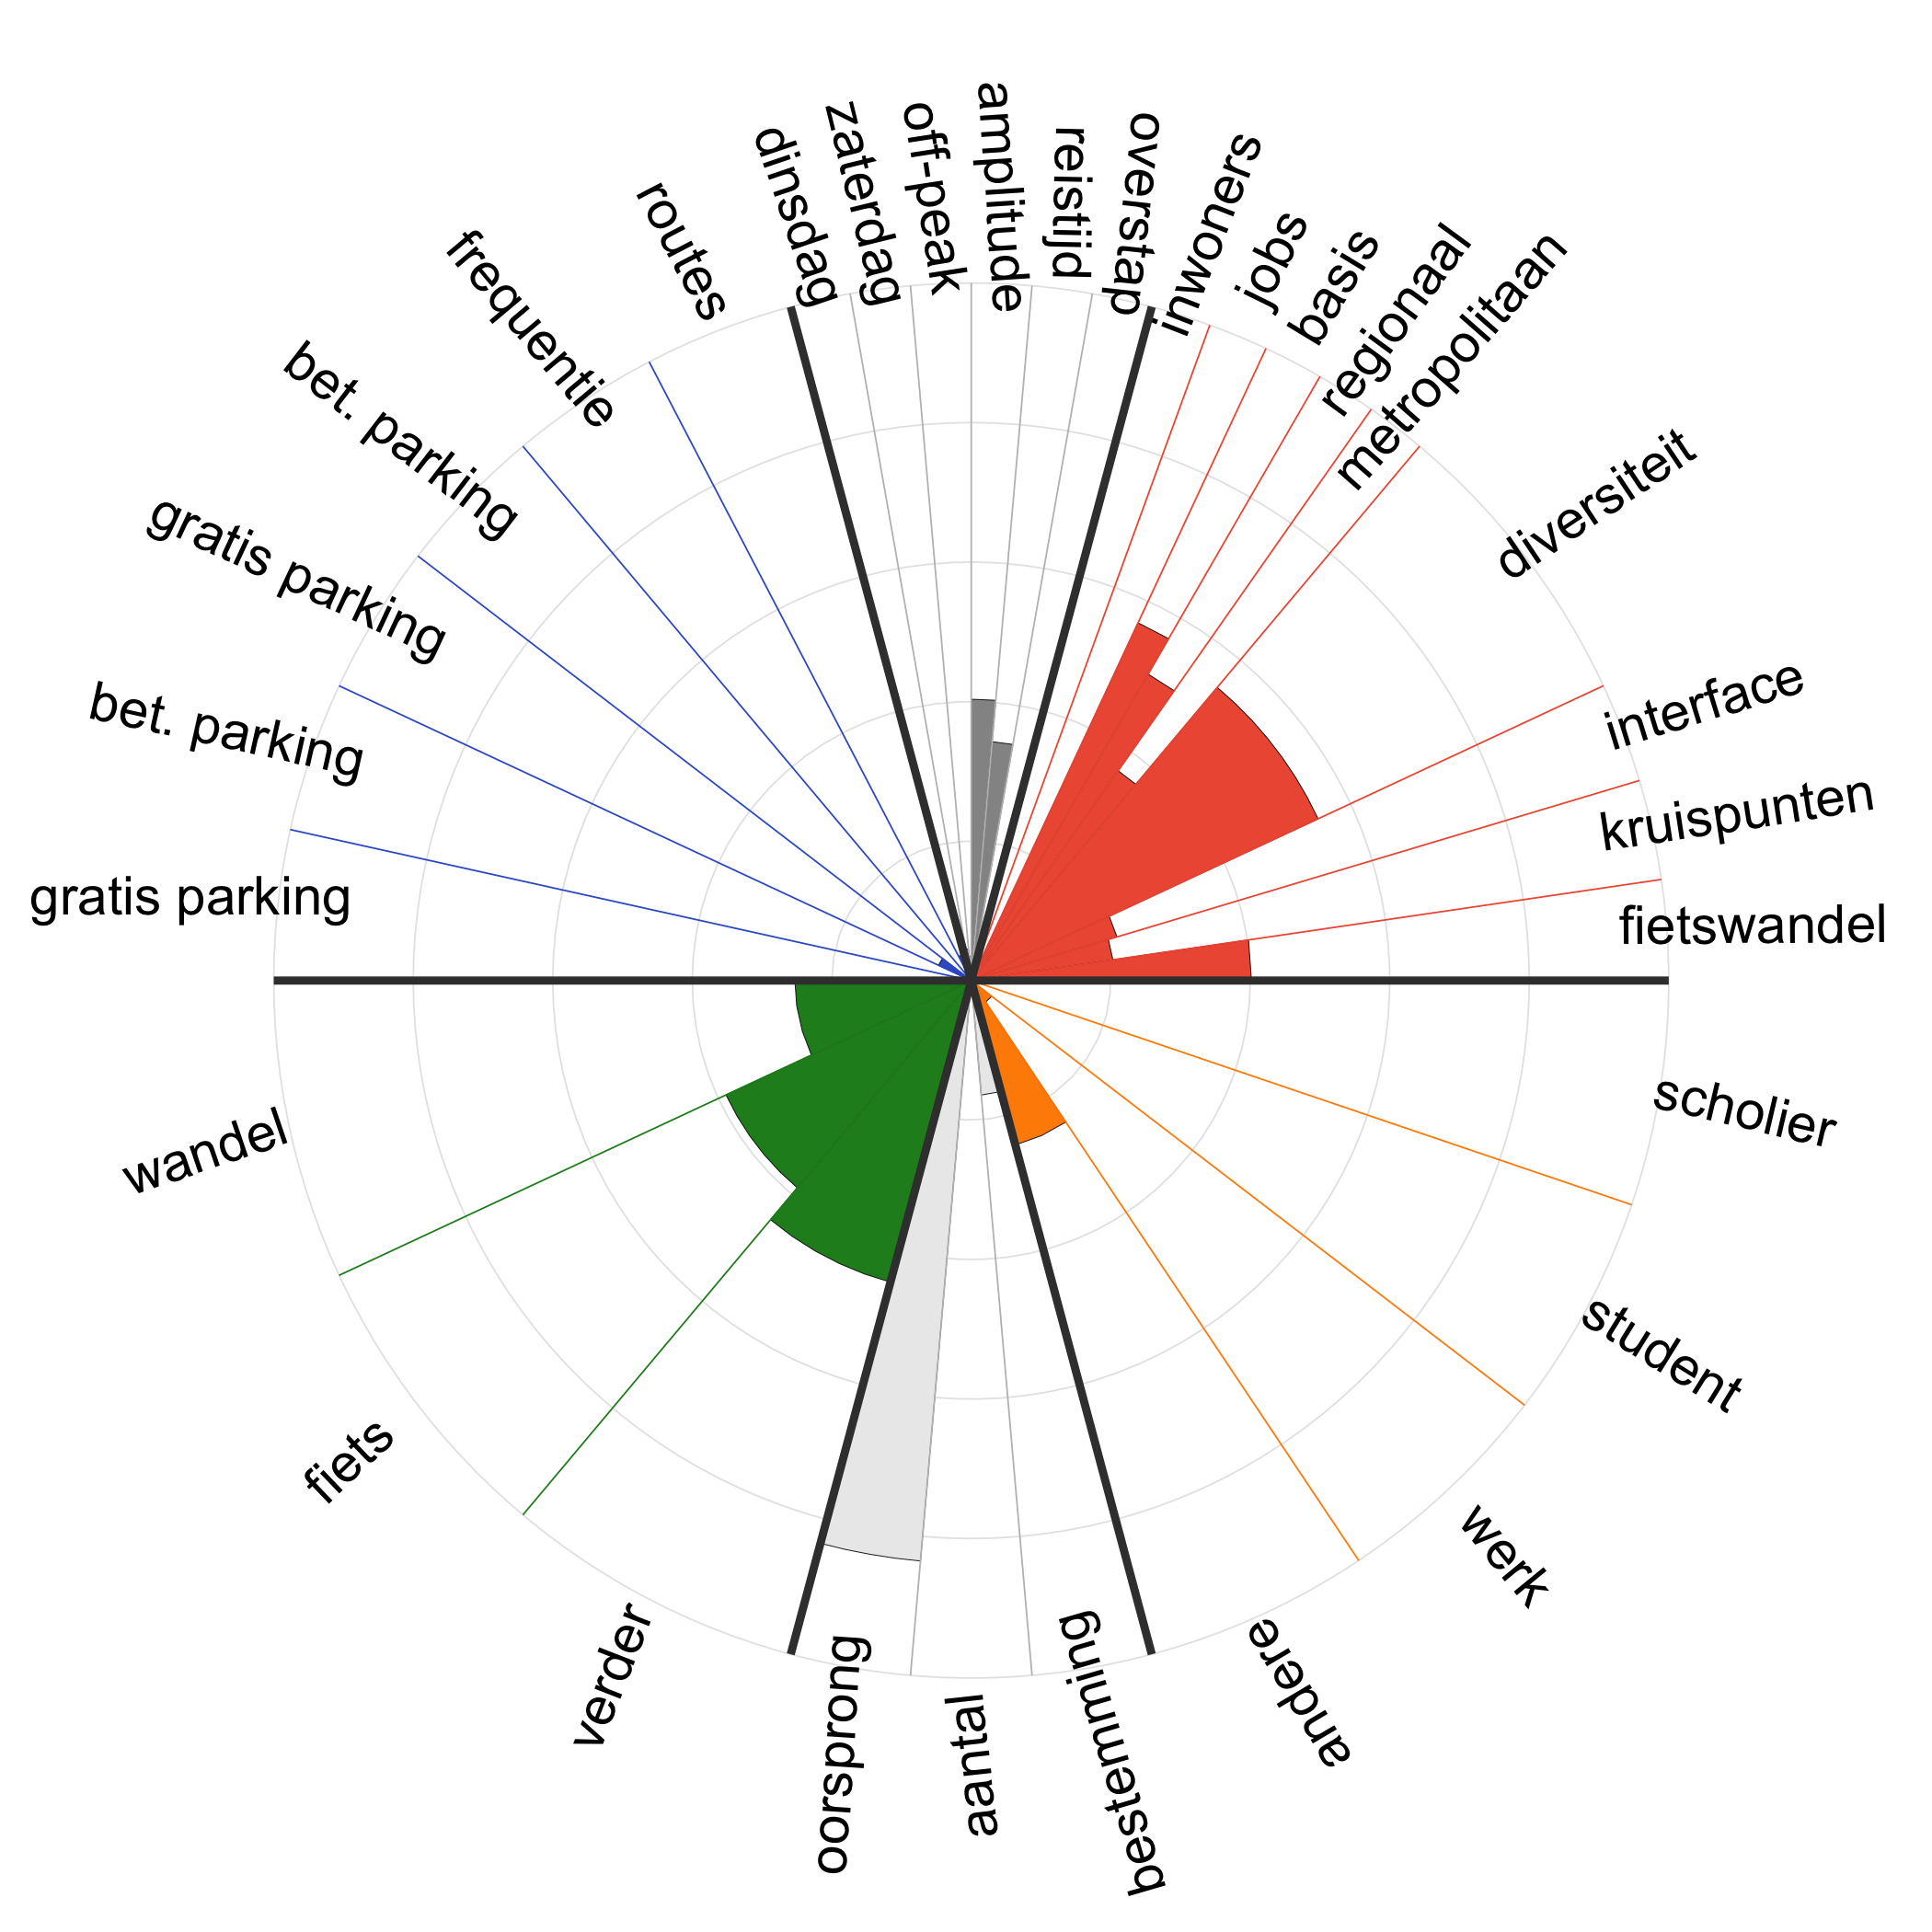 dinsdag
zaterdag
off-peak
amplitude
reistijd
overstap
inwoners
jobs
basis
regionaal
metropolitaan
diversiteit
interface
kruispunten
fietswandel
scholier
student
werk
andere
bestemming
aantal
oorsprong
verder
fiets
wandel
gratis parking
bet. parking
gratis parking
bet. parking
frequentie
routes